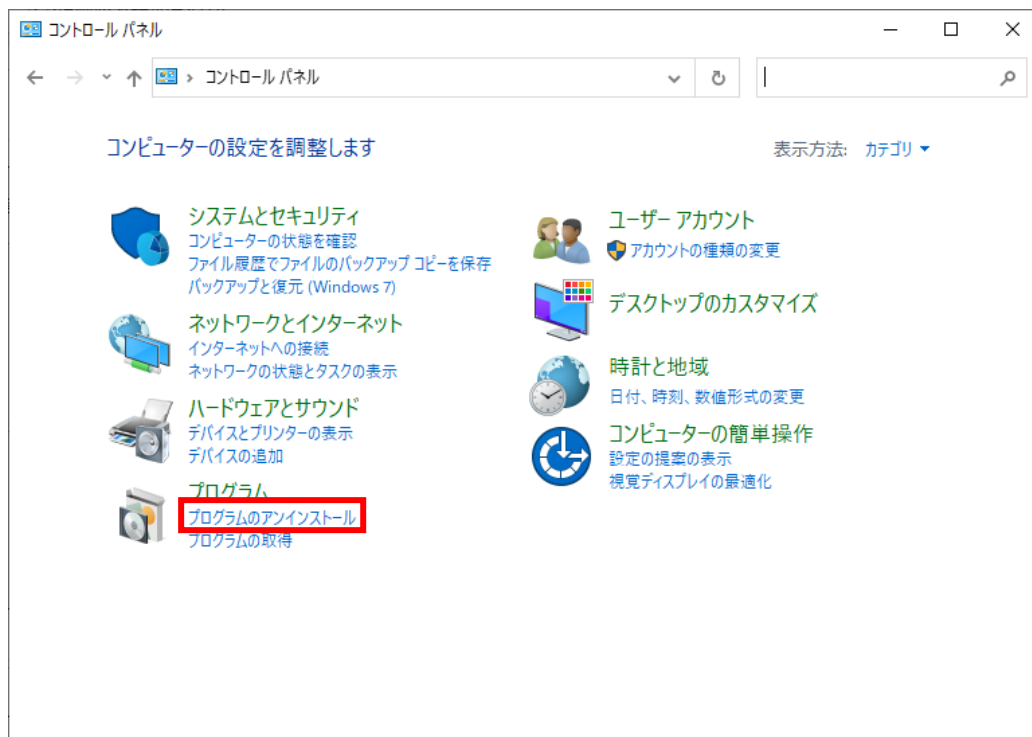 コントロール パネル
コントロール パネル
コンピューターの設定を調整します
表示方法: カテゴリ
システムとセキュリティ
コンピューターの状態を確認
ファイル履歴でファイルのバックアップ コピーを保存
バックアップと復元 (Windows 7)
ネットワークとインターネット
インターネットへの接続
ネットワークの状態とタスクの表示
ハードウェアとサウンド
デバイスとプリンターの表示
デバイスの追加
プログラム
プログラムのアンインストール
プログラムの取得
ユーザー アカウント
アカウントの種類の変更
デスクトップのカスタマイズ
時計と地域
日付、時刻、数値形式の変更
コンピューターの簡単操作
設定の提案の表示
視覚ディスプレイの最適化